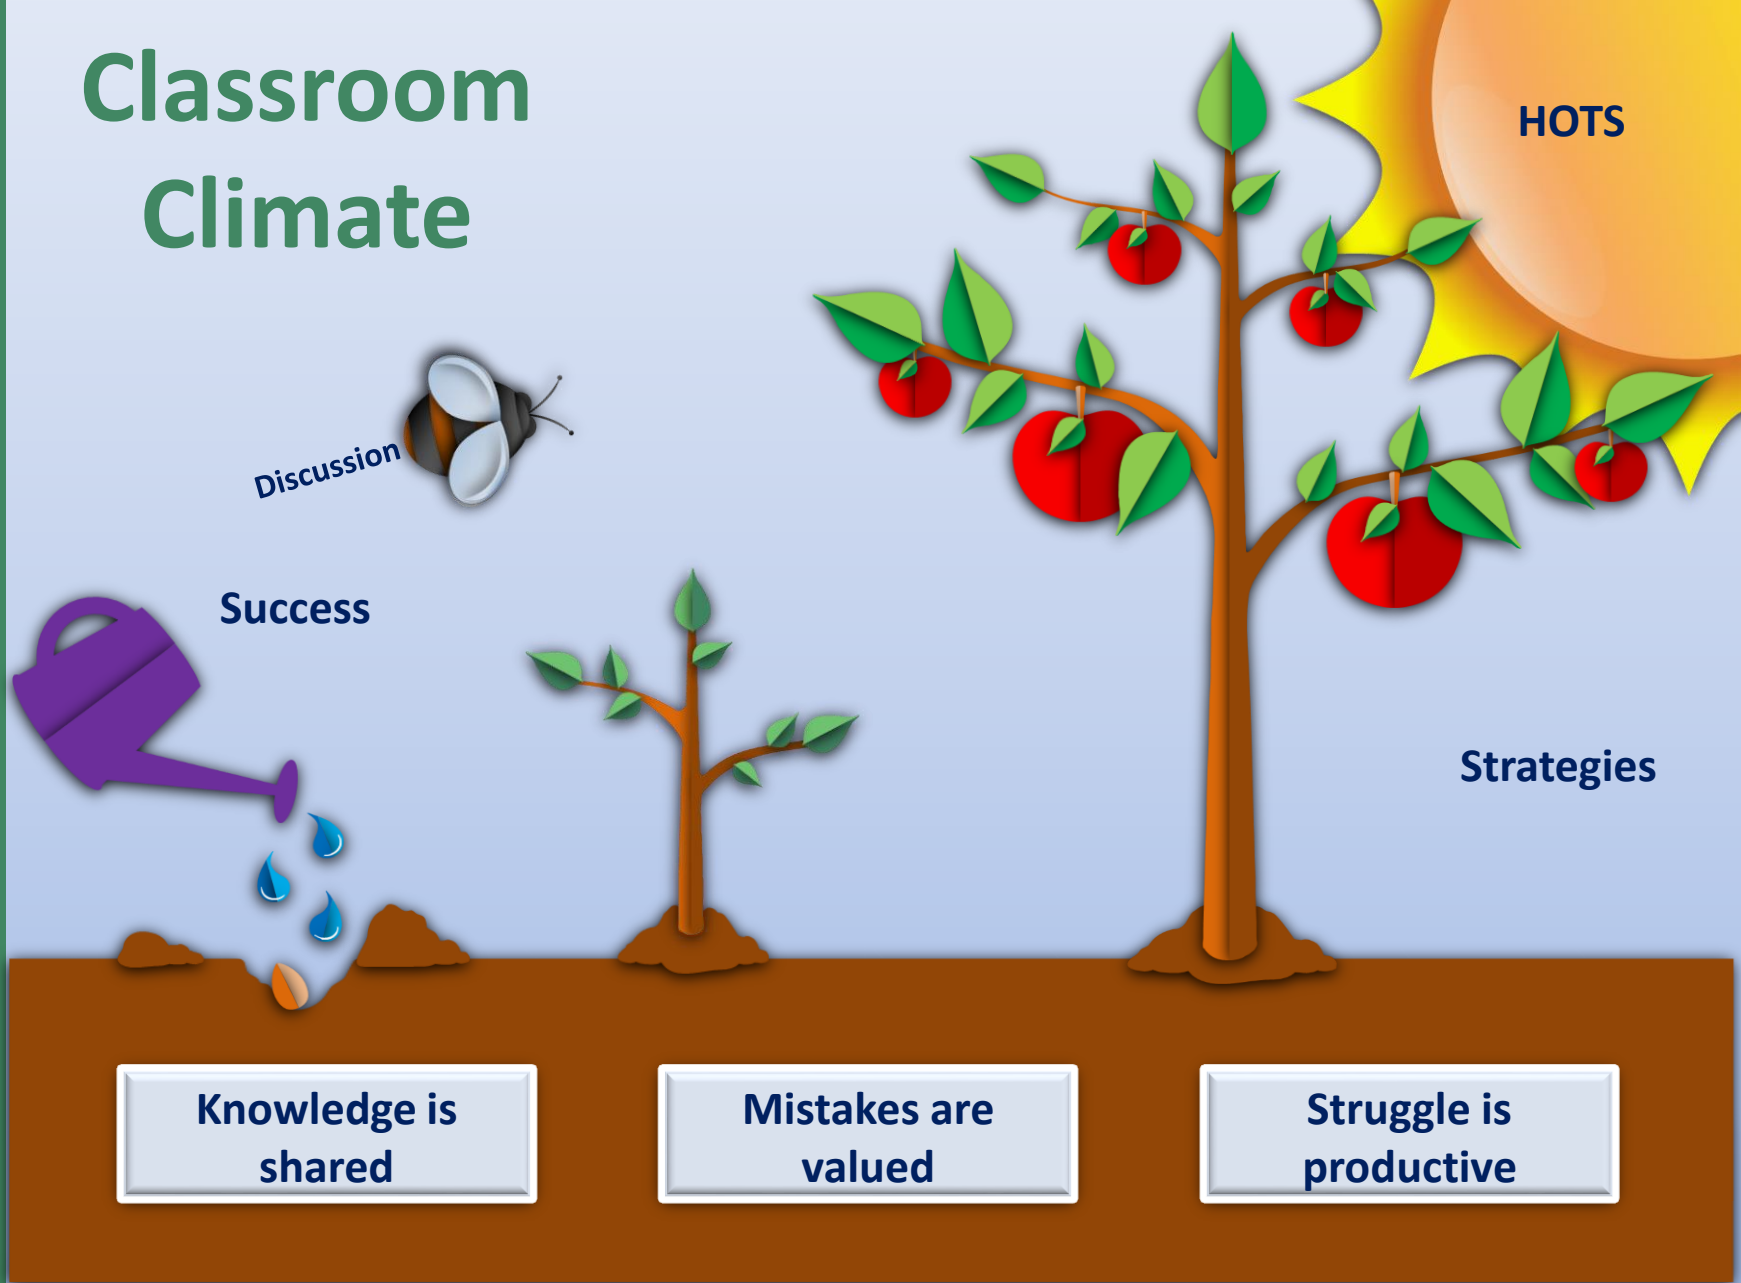 Classroom
Climate
HOTS
Discussion
Success
Strategies
Knowledge is
shared
Mistakes are
valued
Struggle is
productive